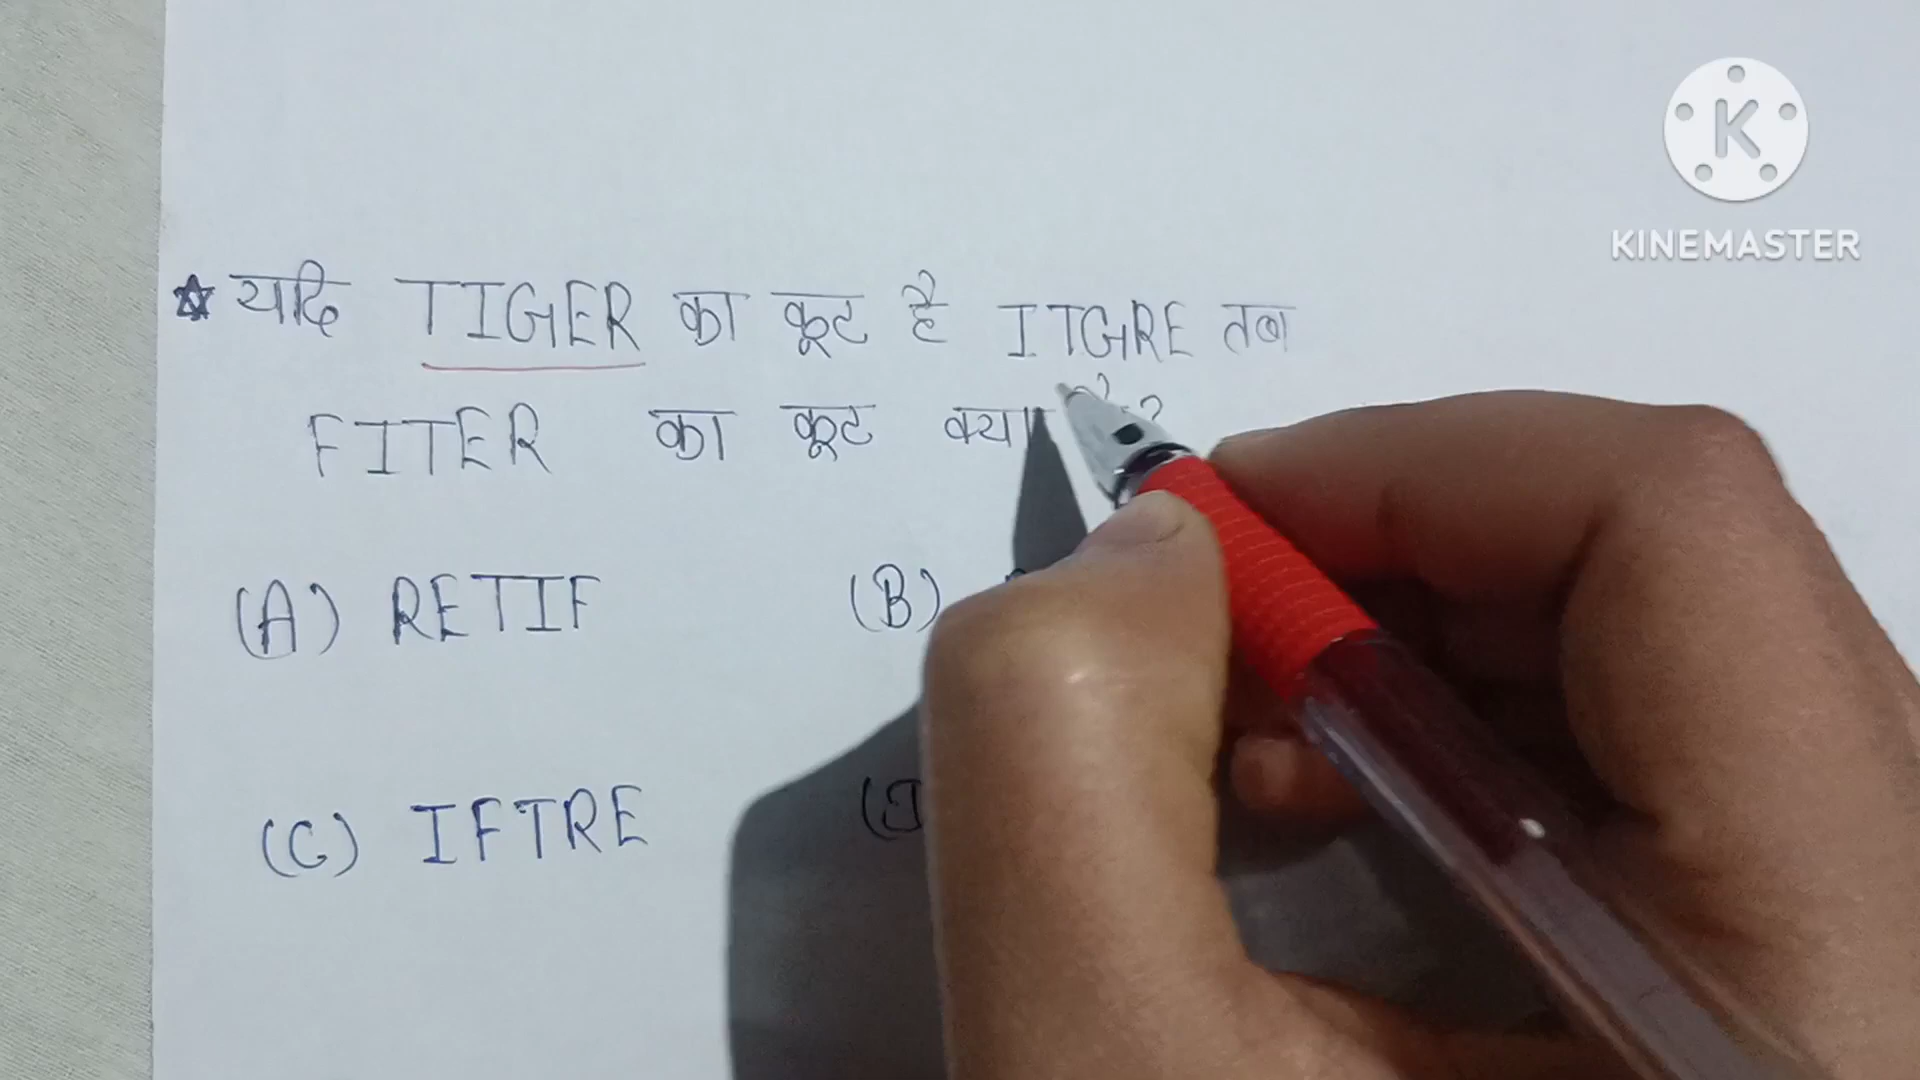 यदि TIGER का कूट है ITGRE तब
FITER का कूट क्या है?
(A) RETIF (B)
(C) IFTRE
K
KINEMASTER